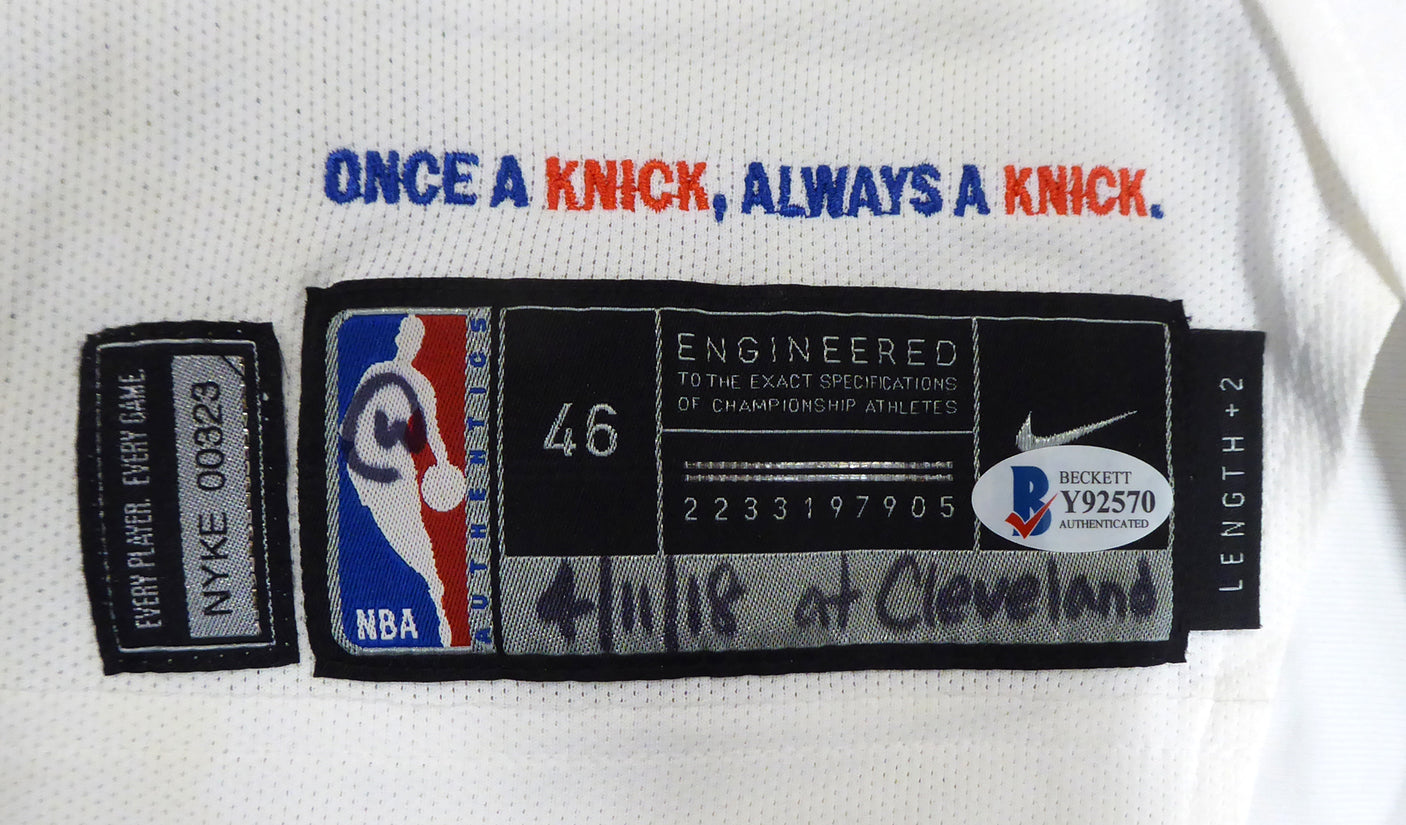 ONCE A KNICK, ALWAYS A KNICK.
EVERY PLAYER. EVERY GAME.
NYKE 00323
NBA
AUTHENTICS
46
ENGINEERED
TO THE EXACT SPECIFICATIONS
OF CHAMPIONSHIP ATHLETES
2233197905
B
BECKETT
Y92570
AUTHENTICATED
4/11/18 at Cleveland
LENGTH + 2